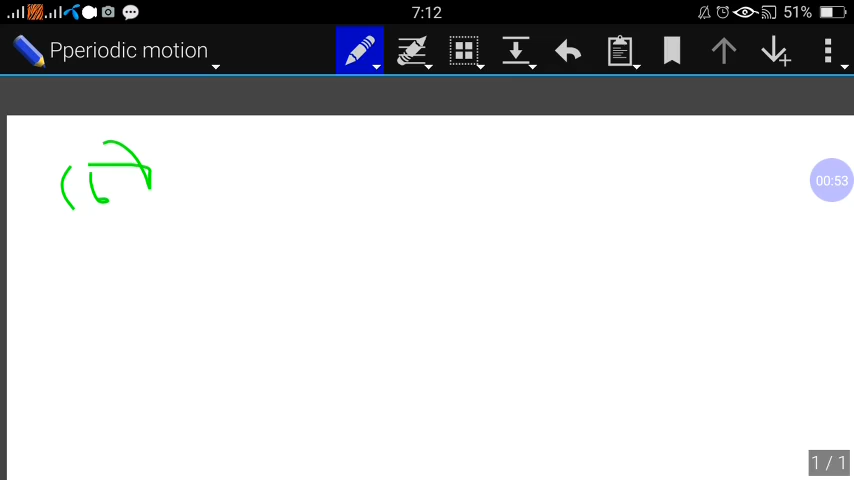 7:12
51%
Pperiodic motion
00:53
1 / 1